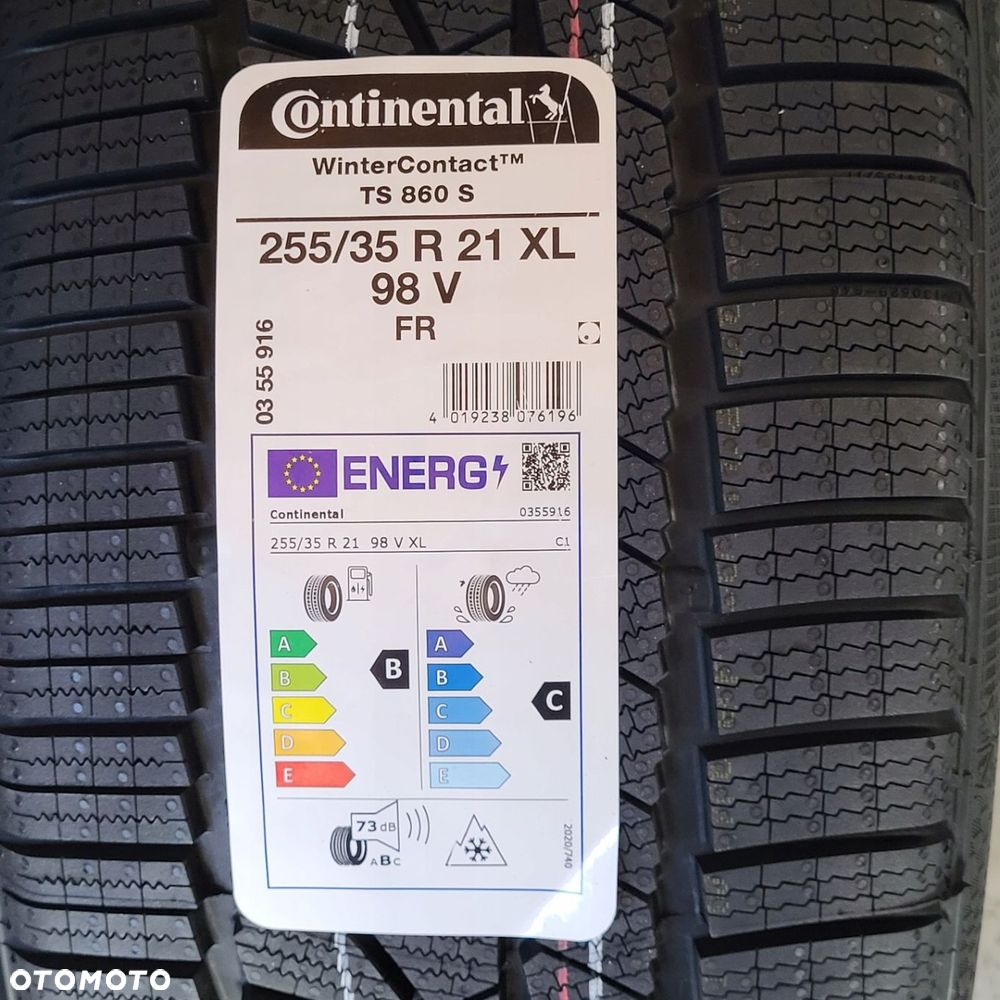 Continental
WinterContact™
TS 860 S
255/35 R 21 XL
98 V
FR
03 55 916
4 019238 076196
ENERG
Continental 0355916
255/35 R 21 98 V XL C1
A A
B B B
C C C
D D
E E
73 dB
ABC
2020/740
OTOMOTO